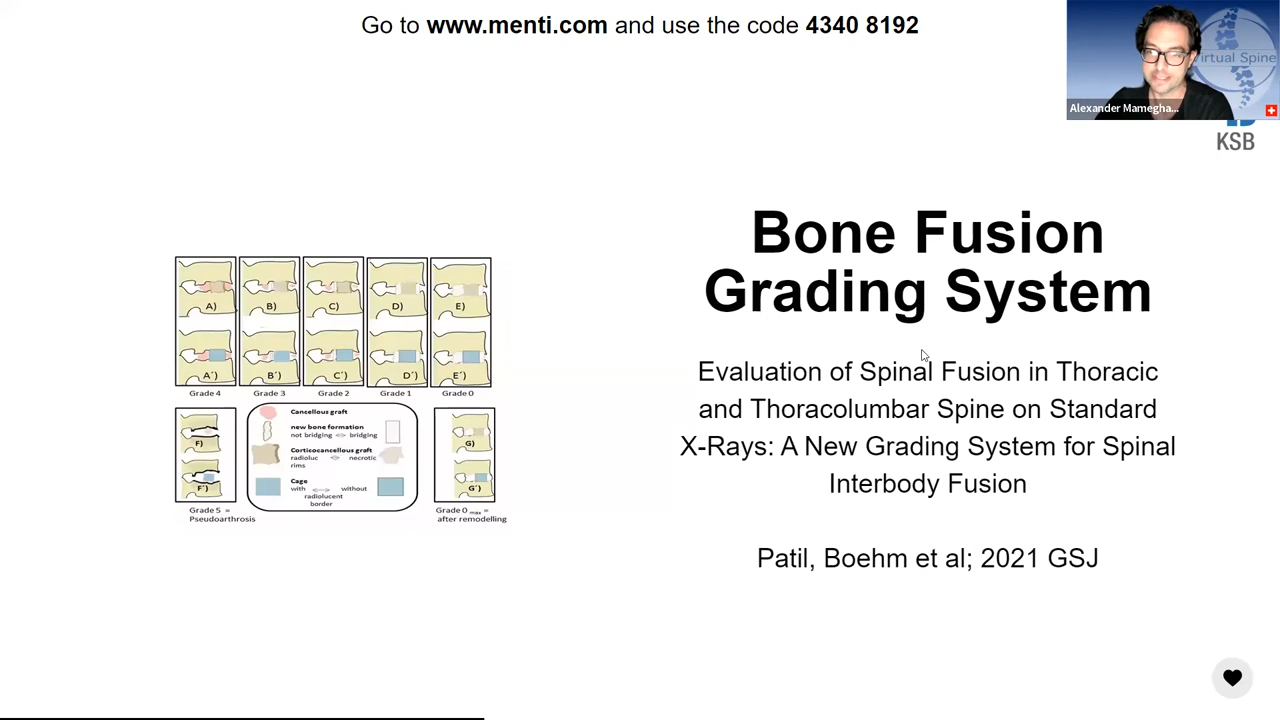 Go to www.menti.com and use the code 4340 8192
Virtual Spine
Alexander Mamegha...
KSB
Bone Fusion
Grading System
Evaluation of Spinal Fusion in Thoracic
and Thoracolumbar Spine on Standard
X-Rays: A New Grading System for Spinal
Interbody Fusion
Patil, Boehm et al; 2021 GSJ
A) B) C) D) E)
A´) B´) C´) D´) E´)
Grade 4 Grade 3 Grade 2 Grade 1 Grade 0
F)
F´)
Grade 5 =
Pseudoarthrosis
Cancellous graft
new bone formation
not bridging <=> bridging
Corticocancellous graft
radioluc <=> necrotic
rims
Cage
with <---> without
radiolucent
border
G)
G´)
Grade 0 max =
after remodelling